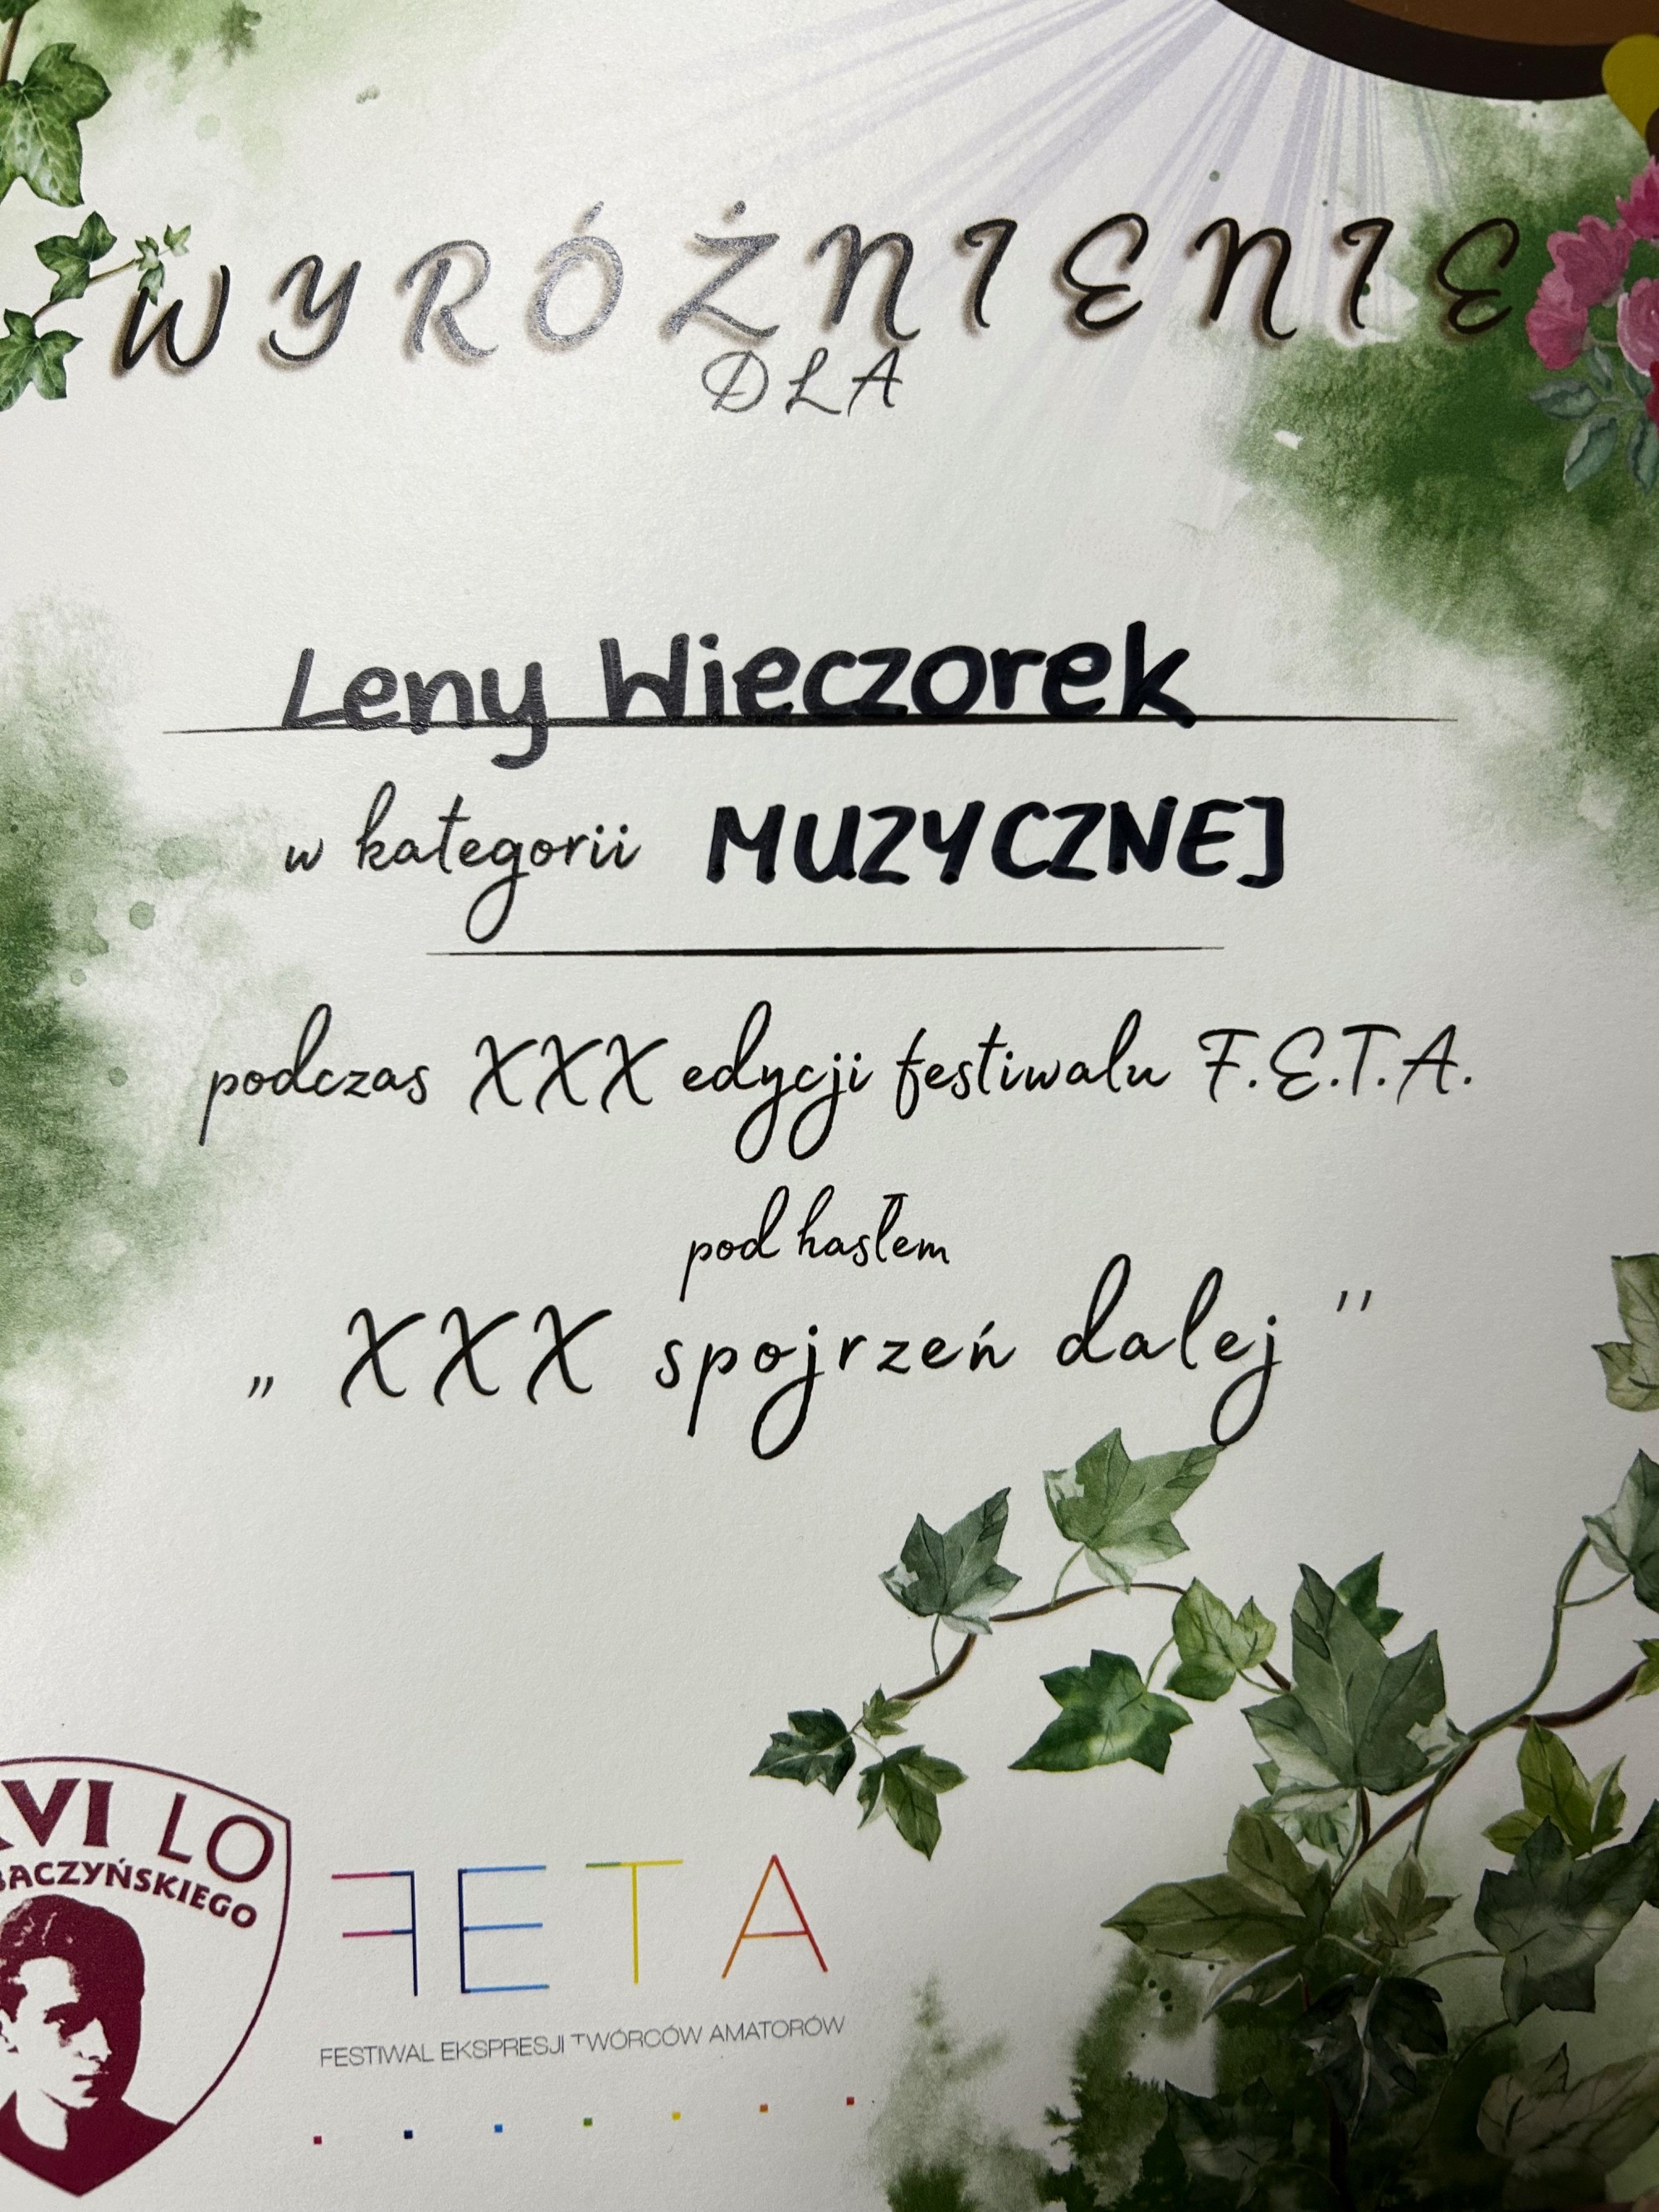 WYRÓŻNIENIE
DLA
Leny Wieczorek
w kategorii MUZYCZNEJ
podczas XXX edycji festiwalu F.E.T.A.
pod hasłem
„ XXX spojrzeń dalej ''
VI LO
BACZYŃSKIEGO
FETA
FESTIWAL EKSPRESJI TWÓRCÓW AMATORÓW